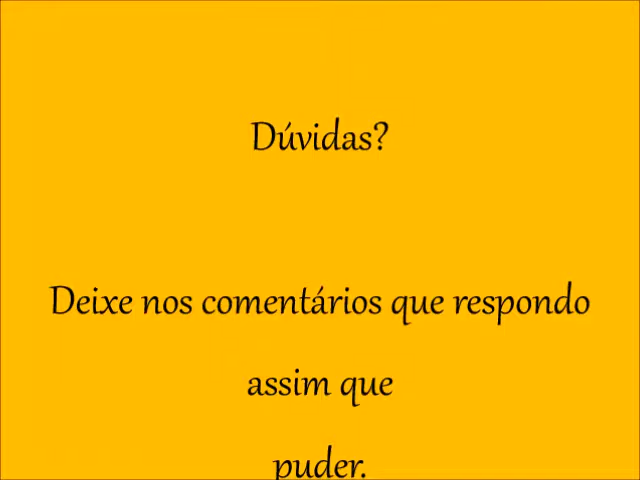 Dúvidas?
Deixe nos comentários que respondo
assim que
puder.